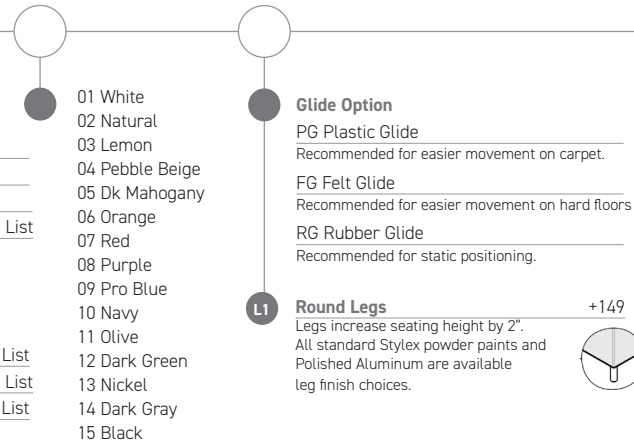 List
List
List
List
01 White
02 Natural
03 Lemon
04 Pebble Beige
05 Dk Mahogany
06 Orange
07 Red
08 Purple
09 Pro Blue
10 Navy
11 Olive
12 Dark Green
13 Nickel
14 Dark Gray
15 Black
Glide Option
PG Plastic Glide
Recommended for easier movement on carpet.
FG Felt Glide
Recommended for easier movement on hard floors
RG Rubber Glide
Recommended for static positioning.
L1 Round Legs +149
Legs increase seating height by 2".
All standard Stylex powder paints and
Polished Aluminum are available
leg finish choices.